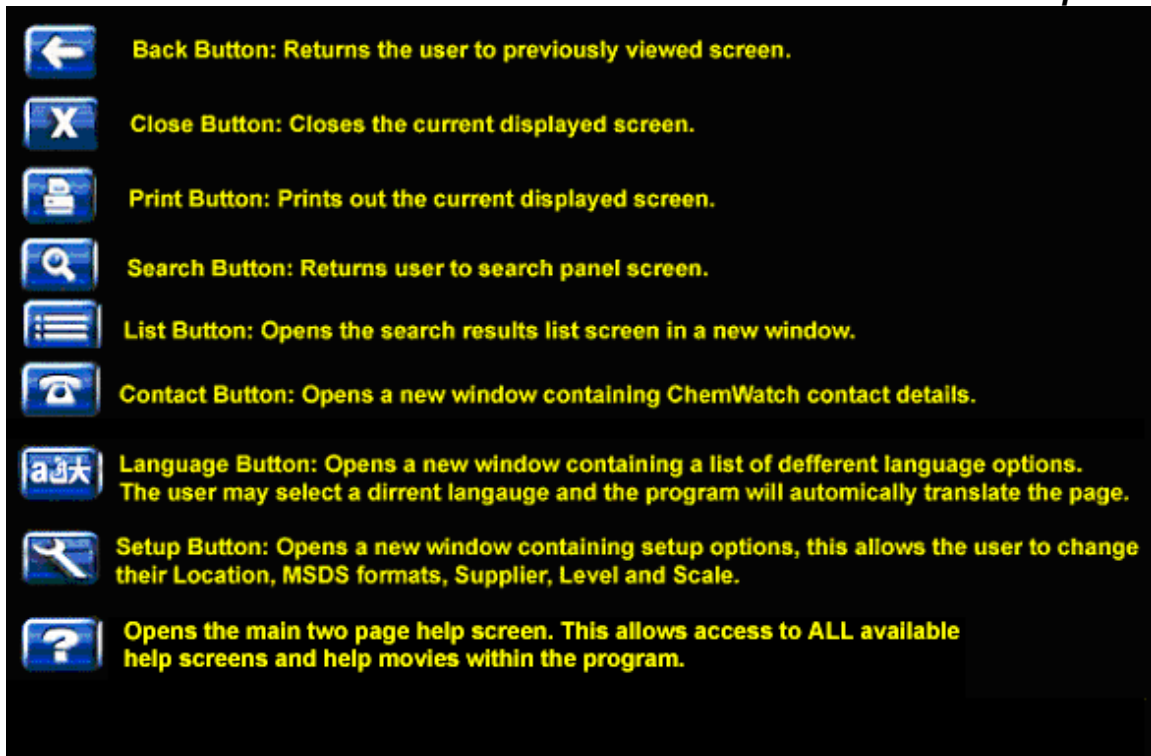 Back Button: Returns the user to previously viewed screen.
X
Close Button: Closes the current displayed screen.
Print Button: Prints out the current displayed screen.
Search Button: Returns user to search panel screen.
List Button: Opens the search results list screen in a new window.
Contact Button: Opens a new window containing ChemWatch contact details.
Language Button: Opens a new window containing a list of defferent language options.
The user may select a dirrent langauge and the program will automically translate the page.
Setup Button: Opens a new window containing setup options, this allows the user to change
their Location, MSDS formats, Supplier, Level and Scale.
?
Opens the main two page help screen. This allows access to ALL available
help screens and help movies within the program.